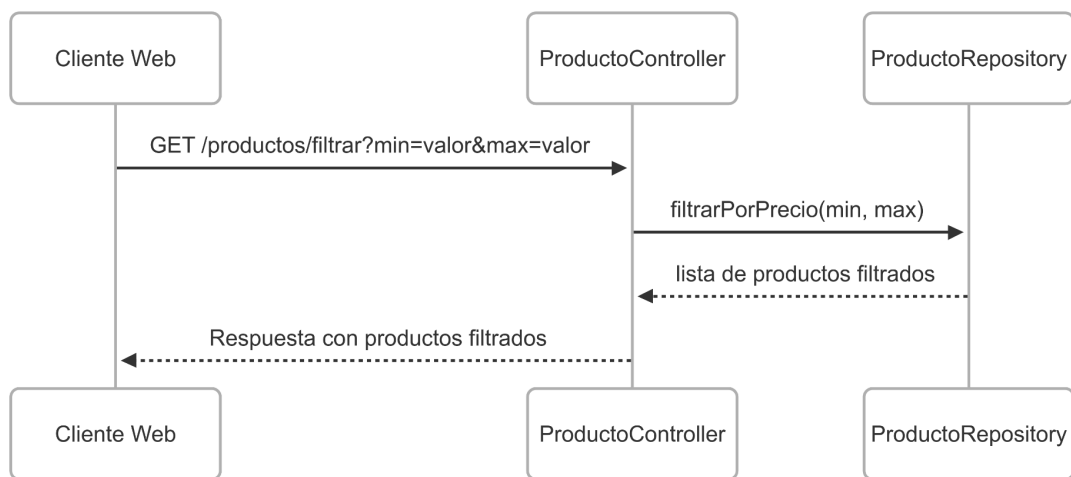 Cliente Web
ProductoController
ProductoRepository
GET /productos/filtrar?min=valor&max=valor
filtrarPorPrecio(min, max)
lista de productos filtrados
Respuesta con productos filtrados
Cliente Web
ProductoController
ProductoRepository